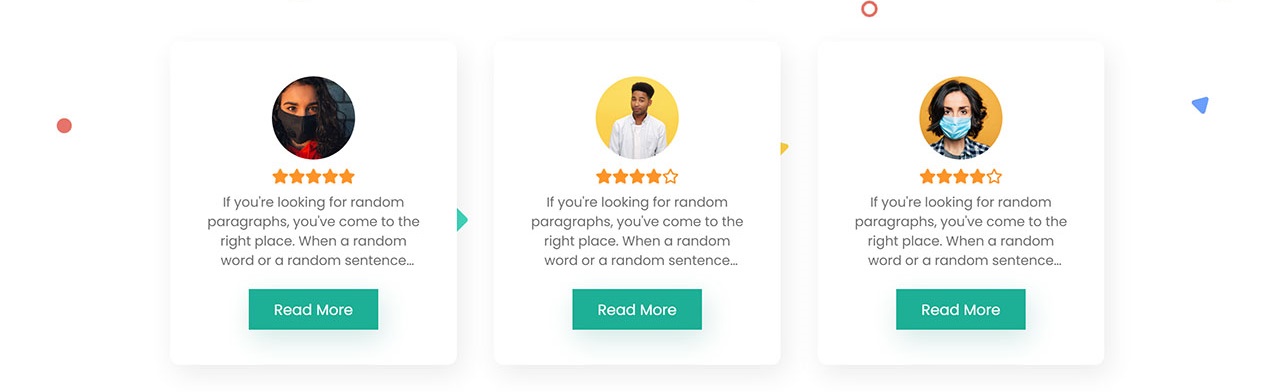 If you're looking for random
paragraphs, you've come to the
right place. When a random
word or a random sentence...
Read More
If you're looking for random
paragraphs, you've come to the
right place. When a random
word or a random sentence...
Read More
If you're looking for random
paragraphs, you've come to the
right place. When a random
word or a random sentence...
Read More